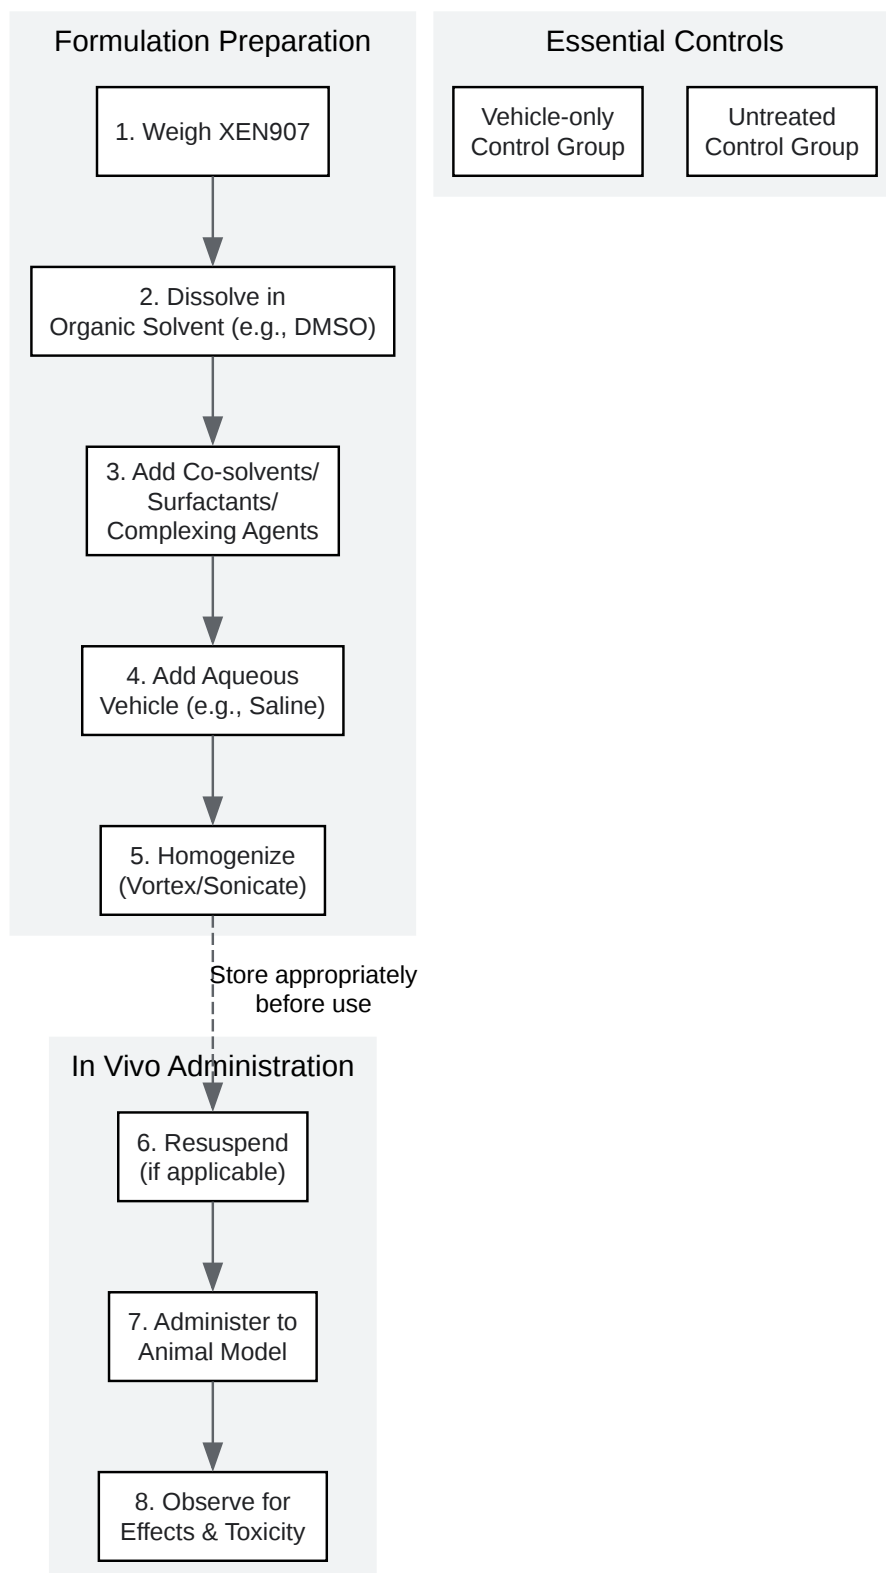 Formulation Preparation
1. Weigh XEN907
2. Dissolve in
Organic Solvent (e.g., DMSO)
3. Add Co-solvents/
Surfactants/
Complexing Agents
4. Add Aqueous
Vehicle (e.g., Saline)
5. Homogenize
(Vortex/Sonicate)
Store appropriately
before use
In Vivo Administration
6. Resuspend
(if applicable)
7. Administer to
Animal Model
8. Observe for
Effects & Toxicity
Essential Controls
Vehicle-only
Control Group
Untreated
Control Group